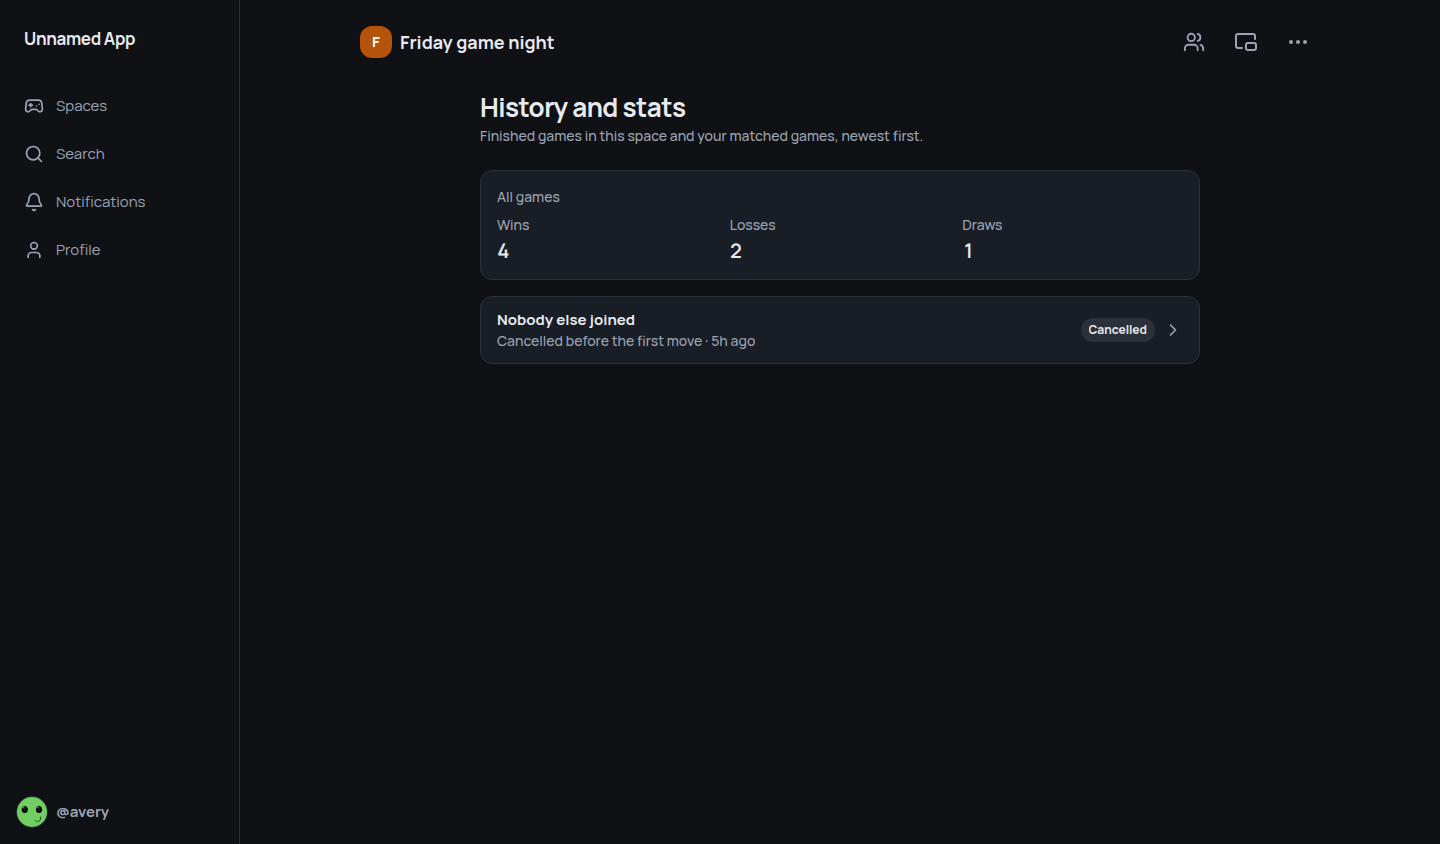 Unnamed App
Spaces
Search
Notifications
Profile
@avery
F
Friday game night
History and stats
Finished games in this space and your matched games, newest first.
All games
Wins
Losses
Draws
4
2
1
Nobody else joined
Cancelled before the first move · 5h ago
Cancelled